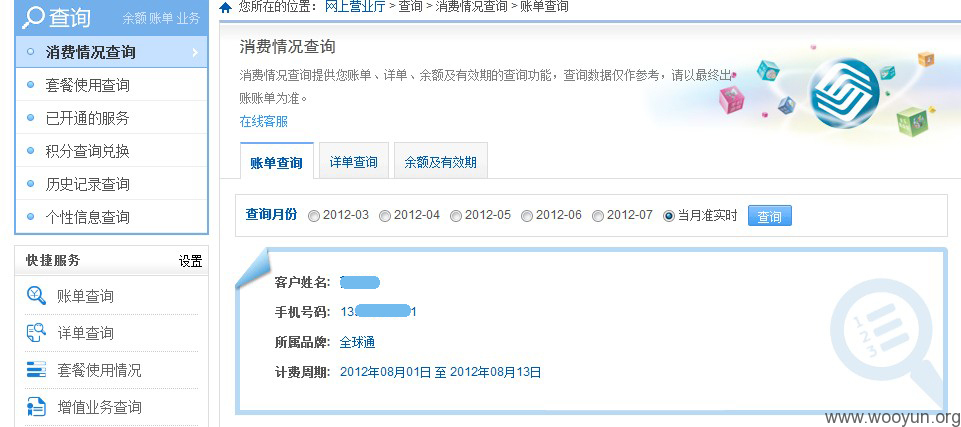 查询 余额 账单 业务
消费情况查询
套餐使用查询
已开通的服务
积分查询兑换
历史记录查询
个性信息查询
快捷服务 设置
账单查询
详单查询
套餐使用情况
增值业务查询
您所在的位置： 网上营业厅 > 查询 > 消费情况查询 > 账单查询
消费情况查询
消费情况查询提供您账单、详单、余额及有效期的查询功能，查询数据仅作参考，请以最终出
账账单为准。
在线客服
账单查询 详单查询 余额及有效期
查询月份 2012-03 2012-04 2012-05 2012-06 2012-07 当月准实时 查询
客户姓名:
手机号码: 13 1
所属品牌: 全球通
计费周期: 2012年08月01日 至 2012年08月13日
1
2
3
www.wooyun.org